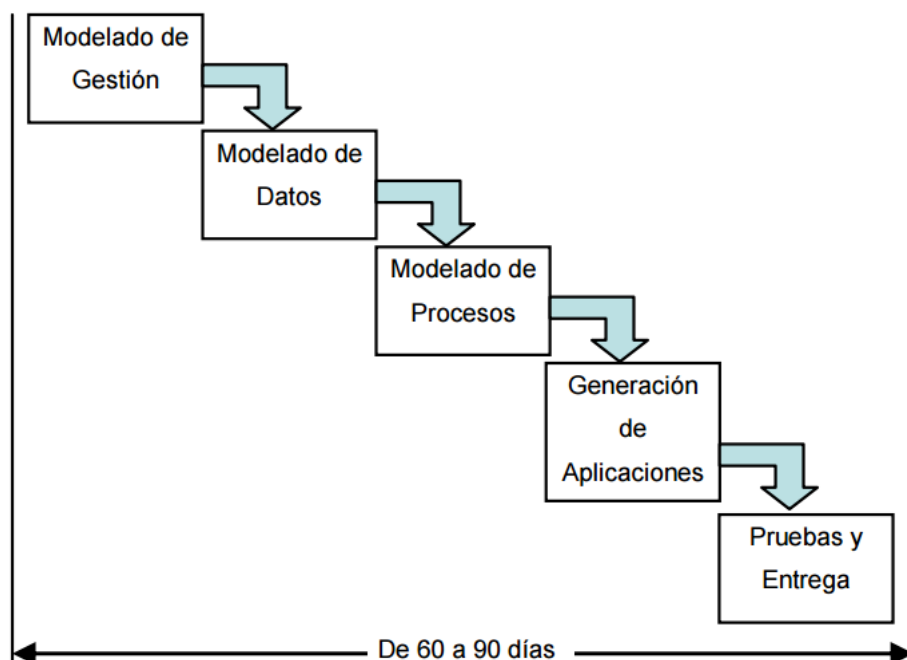 Modelado de
Gestión
Modelado de
Datos
Modelado de
Procesos
Generación
de
Aplicaciones
Pruebas y
Entrega
De 60 a 90 días